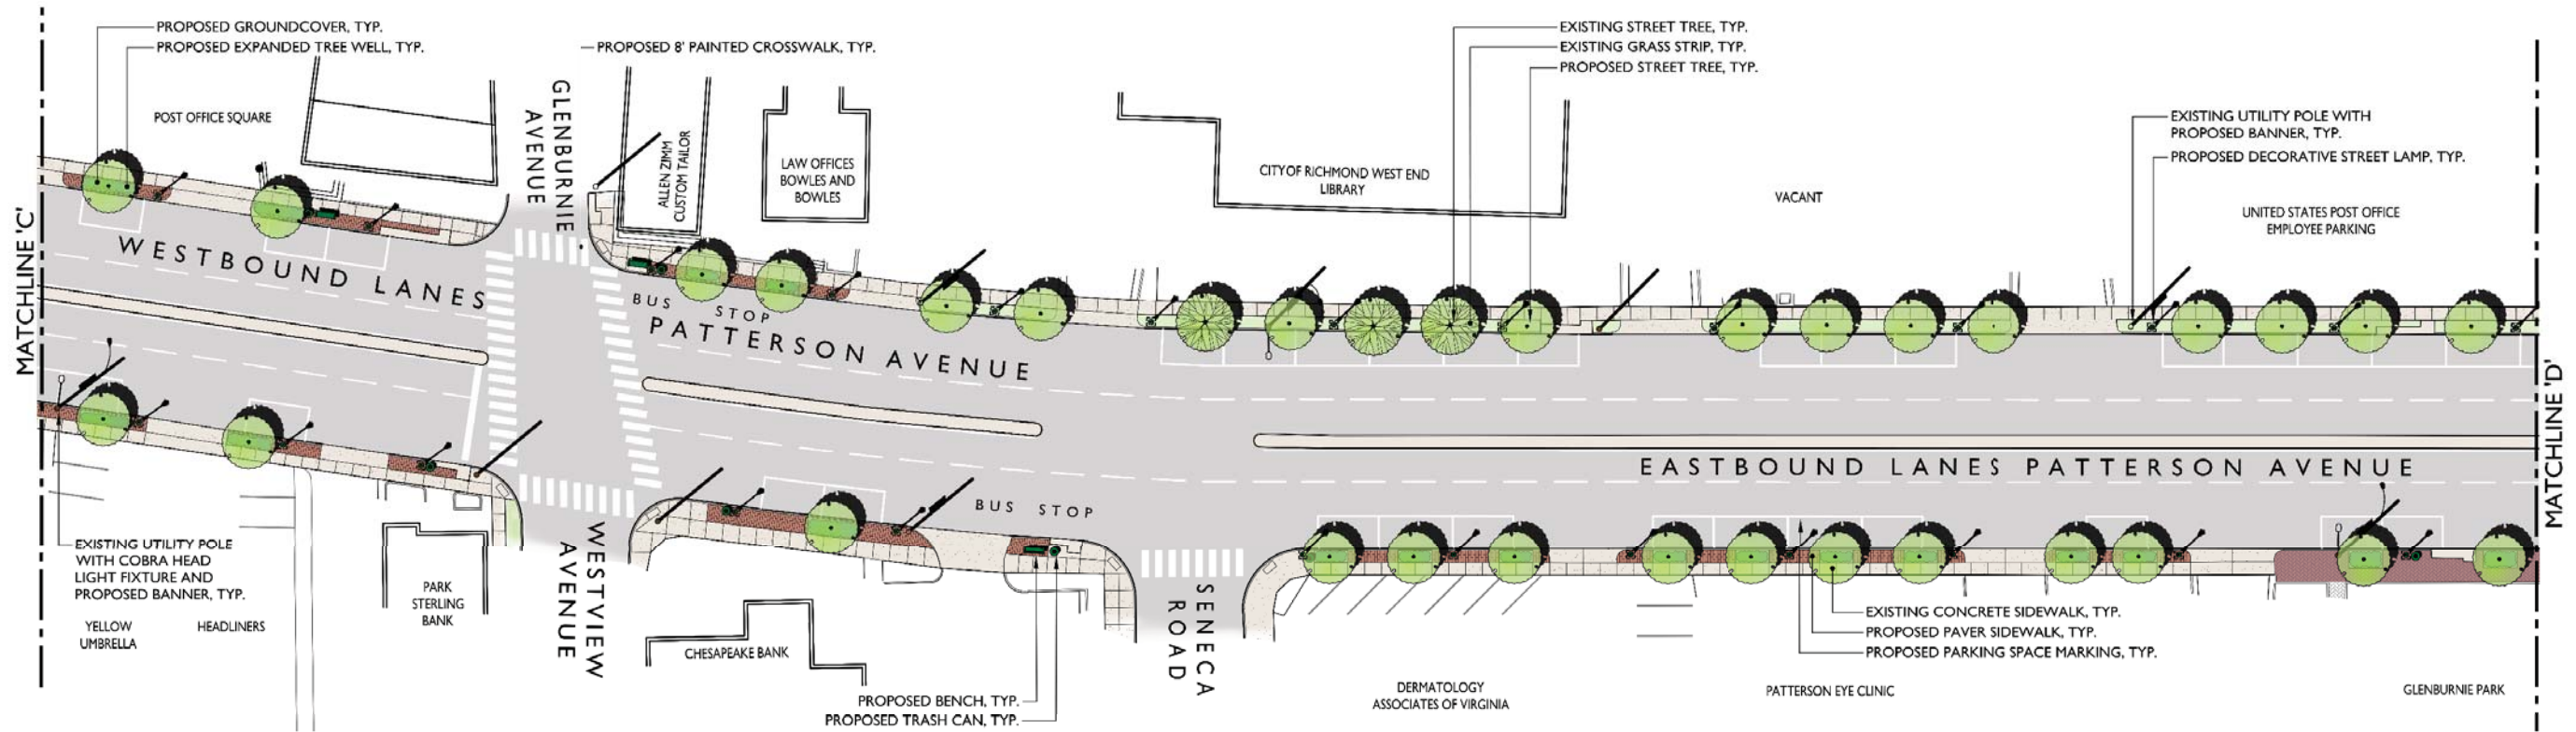 PROPOSED GROUNDCOVER, TYP.
PROPOSED EXPANDED TREE WELL, TYP.
PROPOSED 8' PAINTED CROSSWALK, TYP.
EXISTING STREET TREE, TYP.
EXISTING GRASS STRIP, TYP.
PROPOSED STREET TREE, TYP.
POST OFFICE SQUARE
GLENBURNIE
AVENUE
ALLEN ZIMM
CUSTOM TAILOR
LAW OFFICES
BOWLES AND
BOWLES
CITYOF RICHMOND WEST END
LIBRARY
VACANT
EXISTING UTILITY POLE WITH
PROPOSED BANNER, TYP.
PROPOSED DECORATIVE STREET LAMP, TYP.
UNITED STATES POST OFFICE
EMPLOYEE PARKING
MATCHLINE 'C'
WESTBOUND LANES
BUS STOP
PATTERSON AVENUE
EASTBOUND LANES PATTERSON AVENUE
MATCHLINE 'D'
BUS STOP
EXISTING UTILITY POLE
WITH COBRA HEAD
LIGHT FIXTURE AND
PROPOSED BANNER, TYP.
YELLOW
UMBRELLA
HEADLINERS
PARK
STERLING
BANK
WESTVIEW
AVENUE
CHESAPEAKE BANK
PROPOSED BENCH, TYP.
PROPOSED TRASH CAN, TYP.
SENECA
ROAD
DERMATOLOGY
ASSOCIATES OF VIRGINIA
EXISTING CONCRETE SIDEWALK, TYP.
PROPOSED PAVER SIDEWALK, TYP.
PROPOSED PARKING SPACE MARKING, TYP.
PATTERSON EYE CLINIC
GLENBURNIE PARK